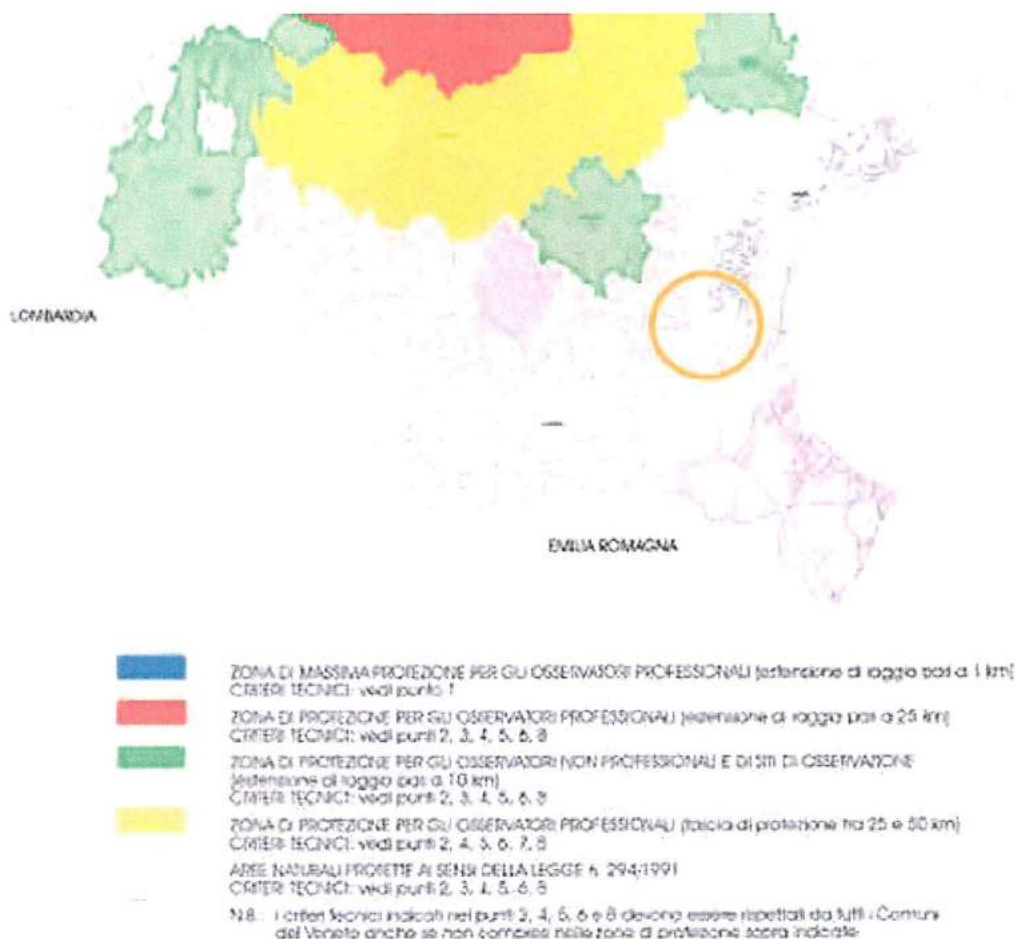 LOMBARDIA
EMILIA ROMAGNA
ZONA DI MASSIMA PROTEZIONE PER GLI OSSERVATORI PROFESSIONALI (estensione di raggio pari a 1 km)
CRITERI TECNICI: vedi punto 1
ZONA DI PROTEZIONE PER GLI OSSERVATORI PROFESSIONALI (estensione di raggio pari a 25 km)
CRITERI TECNICI: vedi punti 2, 3, 4, 5, 6, 8
ZONA DI PROTEZIONE PER GLI OSSERVATORI NON PROFESSIONALI E DI SITI DI OSSERVAZIONE
(estensione di raggio pari a 10 km)
CRITERI TECNICI: vedi punti 2, 3, 4, 5, 6, 8
ZONA DI PROTEZIONE PER GLI OSSERVATORI PROFESSIONALI (fascia di protezione tra 25 e 50 km)
CRITERI TECNICI: vedi punti 2, 4, 5, 6, 7, 8
AREE NATURALI PROTETTE AI SENSI DELLA LEGGE n. 294/1991
CRITERI TECNICI: vedi punti 2, 3, 4, 5, 6, 8
N.B.: i criteri tecnici indicati nei punti 2, 4, 5, 6 e 8 devono essere rispettati da tutti i Comuni
del Veneto anche se non compresi nelle zone di protezione sopra indicate